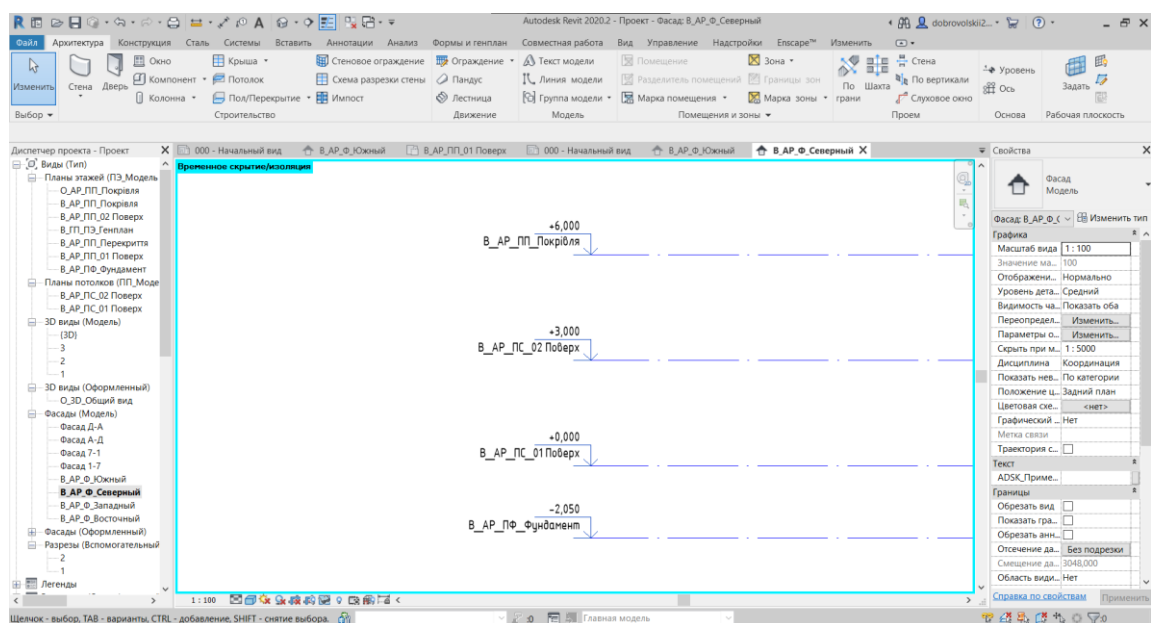 Autodesk Revit 2020.2 - Проект - Фасад: В_АР_Ф_Северный
dobrovolskii2...
Файл Архитектура Конструкция Сталь Системы Вставить Аннотации Анализ Формы и генплан Совместная работа Вид Управление Надстройки Enscape™ Изменить
Изменить
Стена
Дверь
Окно
Компонент
Колонна
Крыша
Потолок
Пол/Перекрытие
Стеновое ограждение
Схема разрезки стены
Импост
Ограждение
Пандус
Лестница
Текст модели
Линия модели
Группа модели
Помещение
Разделитель помещений
Марка помещения
Зона
Границы зон
Марка зоны
По грани
Шахта
Стена
По вертикали
Слуховое окно
Уровень
Ось
Задать
Выбор Строительство Движение Модель Помещения и зоны Проем Основа Рабочая плоскость
Диспетчер проекта - Проект
000 - Начальный вид В_АР_Ф_Южный В_АР_ПП_01 Поверх 000 - Начальный вид В_АР_Ф_Южный В_АР_Ф_Северный
Виды (Тип)
Планы этажей (ПЭ_Модель
О_АР_ПП_Покрівля
В_АР_ПП_Покрівля
В_АР_ПП_02 Поверх
В_ГП_ПЭ_Генплан
В_АР_ПП_Перекриття
В_АР_ПП_01 Поверх
В_АР_ПФ_Фундамент
Планы потолков (ПП_Моде
В_АР_ПС_02 Поверх
В_АР_ПС_01 Поверх
3D виды (Модель)
{3D}
3
2
1
3D виды (Оформленный)
О_3D_Общий вид
Фасады (Модель)
Фасад Д-А
Фасад А-Д
Фасад 7-1
Фасад 1-7
В_АР_Ф_Южный
В_АР_Ф_Северный
В_АР_Ф_Западный
В_АР_Ф_Восточный
Фасады (Оформленный)
Разрезы (Вспомогательный
2
1
Легенды
Временное скрытие/изоляция
+6,000
В_АР_ПП_Покрівля
+3,000
В_АР_ПС_02 Поверх
+0,000
В_АР_ПС_01 Поверх
-2,050
В_АР_ПФ_Фундамент
1 : 100
Свойства
Фасад
Модель
Фасад: В_АР_Ф_( Изменить тип
Графика
Масштаб вида 1 : 100
Значение ма... 100
Отображени... Нормально
Уровень дета... Средний
Видимость ча... Показать оба
Переопредел... Изменить...
Параметры о... Изменить...
Скрыть при м... 1 : 5000
Дисциплина Координация
Показать нев... По категории
Положение ц... Задний план
Цветовая схе... <нет>
Графический ... Нет
Метка связи
Траектория с...
Текст
ADSK_Приме...
Границы
Обрезать вид
Показать гра...
Обрезать анн...
Отсечение да... Без подрезки
Смещение да... 3048,000
Область види... Нет
Справка по свойствам Применить
Щелчок - выбор, TAB - варианты, CTRL - добавление, SHIFT - снятие выбора. :0 Главная модель :0